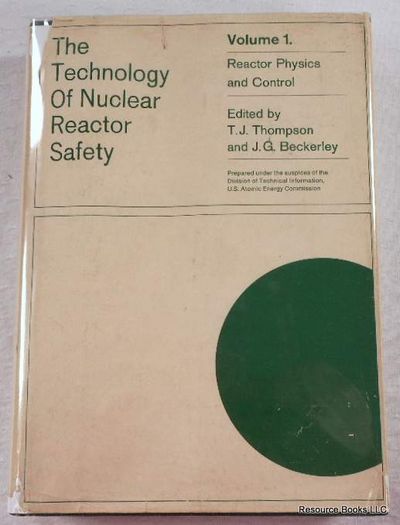 The
Technology
Of Nuclear
Reactor
Safety
Volume 1.
Reactor Physics
and Control
Edited by
T.J. Thompson
and J.G. Beckerley
Prepared under the auspices of the
Division of Technical Information,
U.S. Atomic Energy Commission
Resource Books, LLC